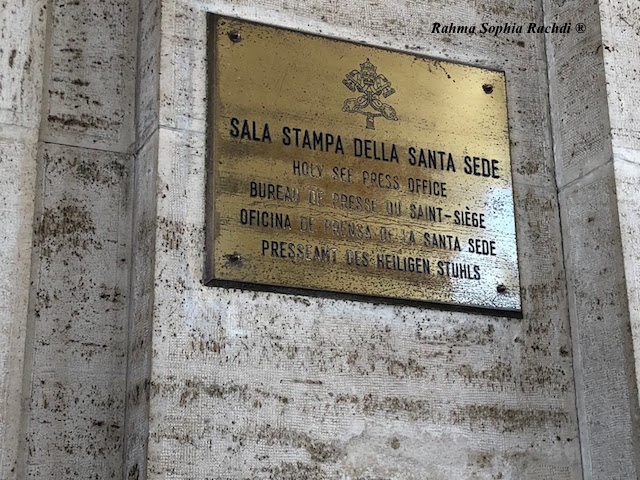 Rahma Sophia Rachdi ®
SALA STAMPA DELLA SANTA SEDE
HOLY SEE PRESS OFFICE
BUREAU DE PRESSE DU SAINT-SIÈGE
OFICINA DE PRENSA DE LA SANTA SEDE
PRESSEAMT DES HEILIGEN STUHLS